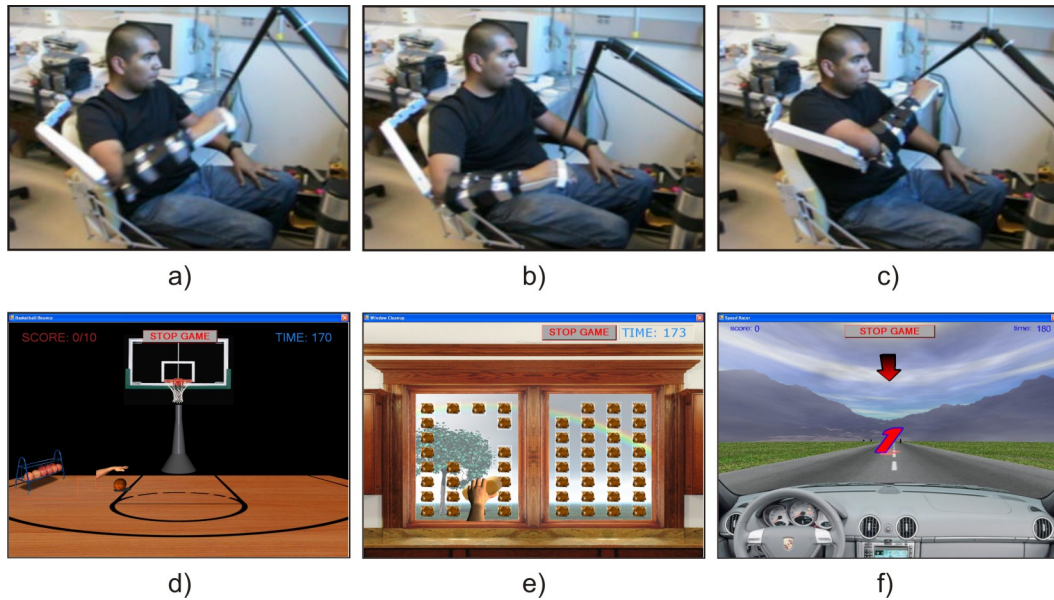 a)
b)
c)
Basketball Bounce
SCORE: 0/10
STOP GAME
TIME: 170
Window Cleanup
STOP GAME
TIME: 173
Speed Racer
score: 0
STOP GAME
time: 180
1
d)
e)
f)